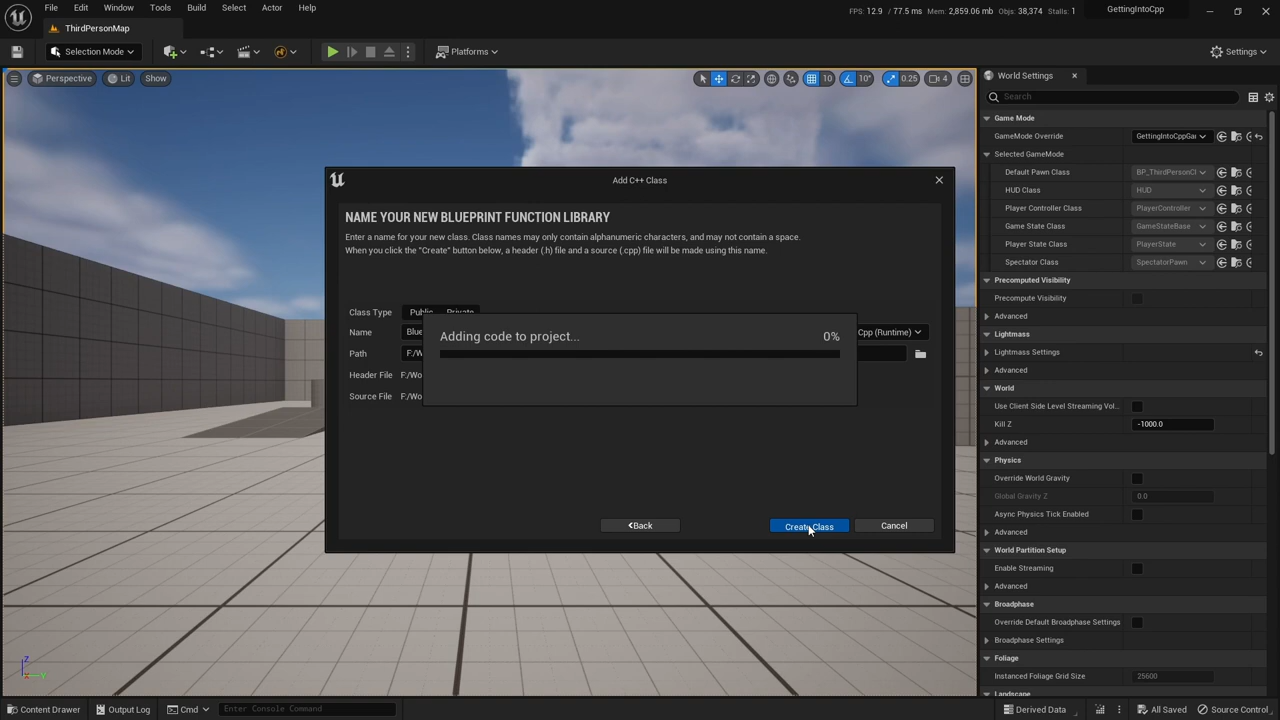 File Edit Window Tools Build Select Actor Help
FPS: 12.9 / 77.5 ms Mem: 2,859.06 mb Objs: 38,374 Stalls: 1
GettingIntoCpp
ThirdPersonMap
Selection Mode
Platforms
Settings
Perspective Lit Show
10 10° 0.25 4
World Settings
Search
Game Mode
GameMode Override GettingIntoCppGa
Selected GameMode
Default Pawn Class BP_ThirdPersonCl
HUD Class HUD
Player Controller Class PlayerController
Game State Class GameStateBase
Player State Class PlayerState
Spectator Class SpectatorPawn
Precomputed Visibility
Precompute Visibility
Advanced
Lightmass
Lightmass Settings
Advanced
World
Use Client Side Level Streaming Vol...
Kill Z -1000.0
Advanced
Physics
Override World Gravity
Global Gravity Z 0.0
Async Physics Tick Enabled
Advanced
World Partition Setup
Enable Streaming
Advanced
Broadphase
Override Default Broadphase Settings
Broadphase Settings
Foliage
Instanced Foliage Grid Size 25600
Landscape
Add C++ Class
NAME YOUR NEW BLUEPRINT FUNCTION LIBRARY
Enter a name for your new class. Class names may only contain alphanumeric characters, and may not contain a space.
When you click the "Create" button below, a header (.h) file and a source (.cpp) file will be made using this name.
Class Type Public Private
Name Blue Cpp (Runtime)
Path F:/W
Header File F:/Wo
Source File F:/Wo
Adding code to project... 0%
Back Create Class Cancel
Z
Y
Content Drawer Output Log Cmd Enter Console Command
Derived Data All Saved Source Control